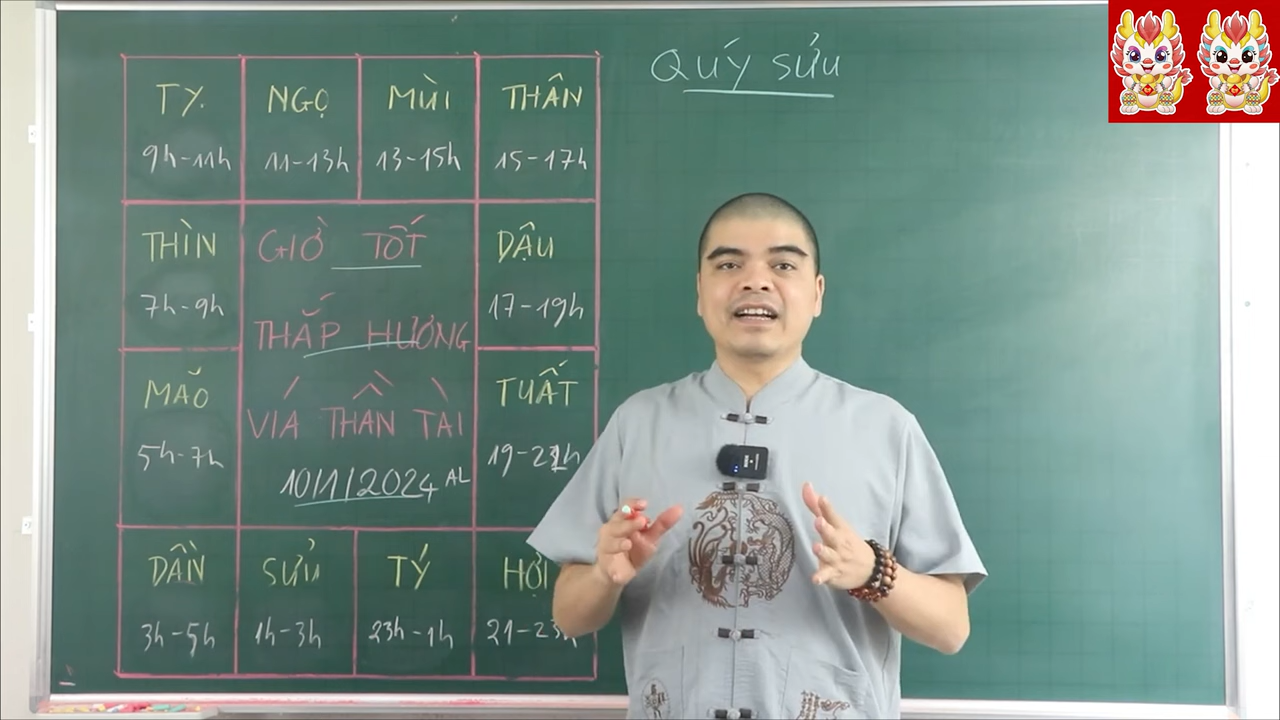 TỴ
9h-11h
NGỌ
11-13h
MÙI
13-15h
THÂN
15-17h
THÌN
7h-9h
DẬU
17-19h
MÃO
5h-7h
TUẤT
19-21h
DẦN
3h-5h
SỬU
1h-3h
TÝ
23h-1h
HỢI
21-23h
GIỜ TỐT
THẮP HƯƠNG
VÍA THẦN TÀI
10/1/2024 AL
QUÝ SỬU